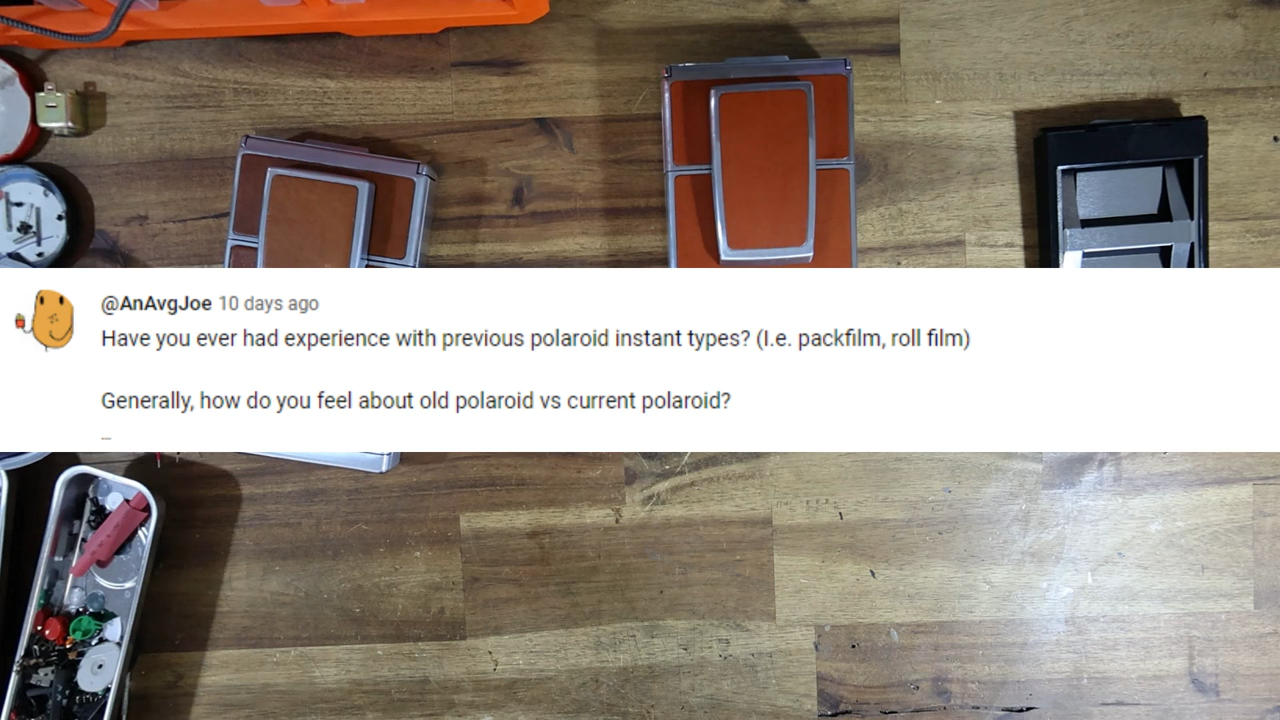 @AnAvgJoe 10 days ago
Have you ever had experience with previous polaroid instant types? (I.e. packfilm, roll film)
Generally, how do you feel about old polaroid vs current polaroid?